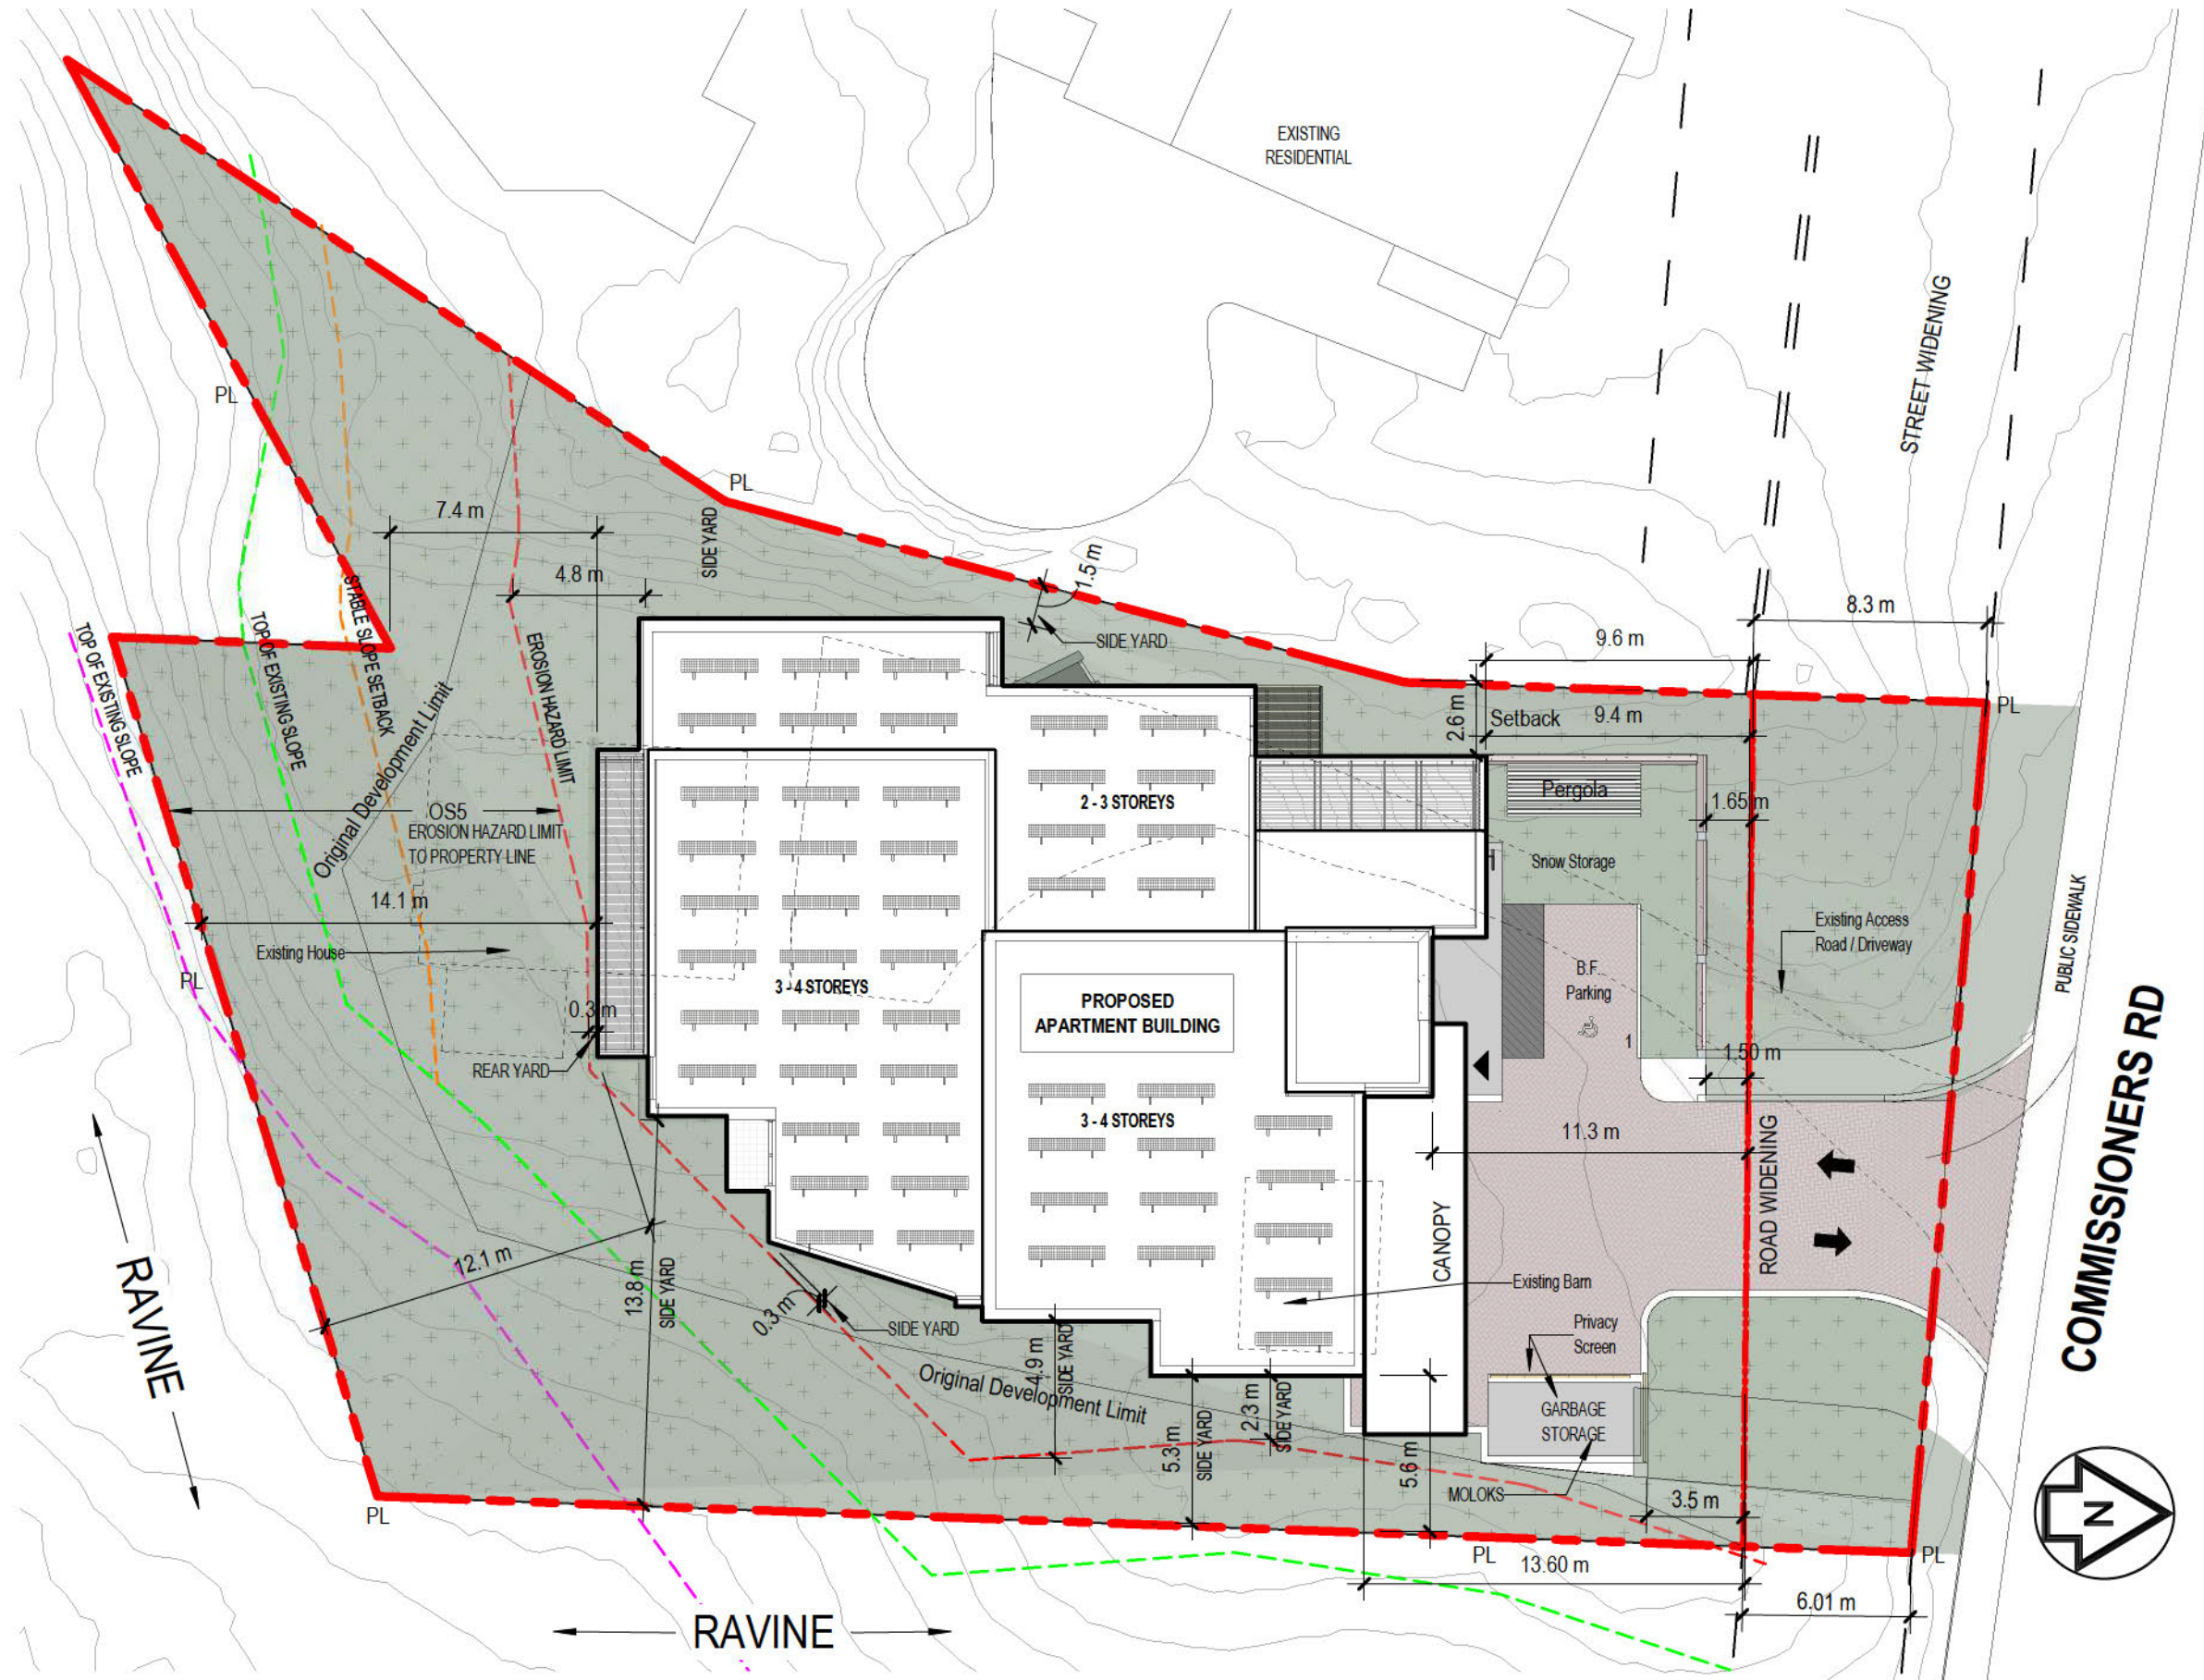 EXISTING
RESIDENTIAL
STREET WIDENING
PL
PL
7.4 m
SIDE YARD
4.8 m
1.5 m
SIDE YARD
9.6 m
8.3 m
PL
2.6 m
Setback
9.4 m
TOP OF EXISTING SLOPE
TOP OF EXISTING SLOPE
STABLE SLOPE SETBACK
EROSION HAZARD LIMIT
Original Development Limit
OS5
EROSION HAZARD LIMIT
TO PROPERTY LINE
14.1 m
Existing House
PL
0.3 m
REAR YARD
2 - 3 STOREYS
3 - 4 STOREYS
PROPOSED
APARTMENT BUILDING
3 - 4 STOREYS
Pergola
1.65 m
Snow Storage
Existing Access
Road / Driveway
B.F.
Parking
1
1.50 m
PUBLIC SIDEWALK
COMMISSIONERS RD
11.3 m
ROAD WIDENING
CANOPY
Existing Barn
Privacy
Screen
GARBAGE
STORAGE
MOLOKS
3.5 m
RAVINE
12.1 m
13.8 m
SIDE YARD
0.3 m
SIDE YARD
4.9 m
SIDE YARD
Original Development Limit
5.3 m
SIDE YARD
2.3 m
SIDE YARD
5.6 m
PL
PL
13.60 m
PL
6.01 m
RAVINE
N